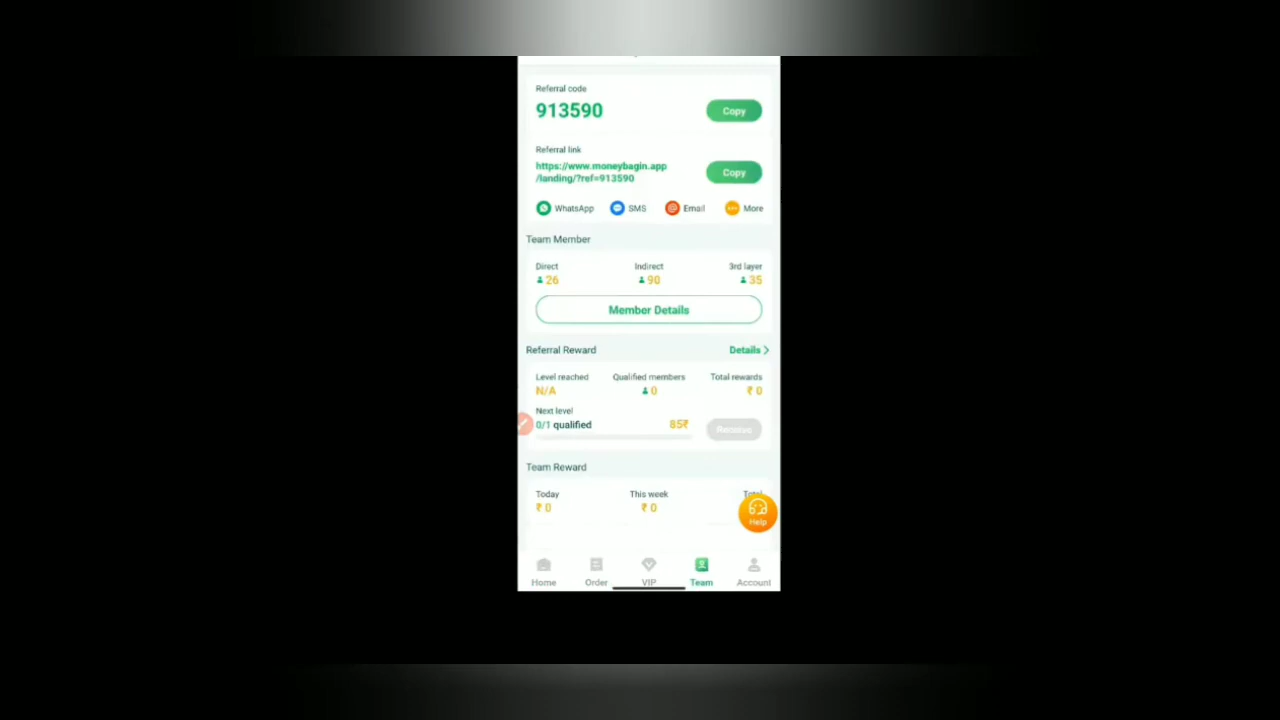 Referral code
913590
Copy
Referral link
https://www.moneybagin.app
/landing/?ref=913590
Copy
WhatsApp SMS Email More
Team Member
Direct Indirect 3rd layer
26 90 35
Member Details
Referral Reward Details >
Level reached Qualified members Total rewards
N/A 0 ₹ 0
Next level
0/1 qualified 85₹ Receive
Team Reward
Today This week Total
₹ 0 ₹ 0
Help
Home Order VIP Team Account